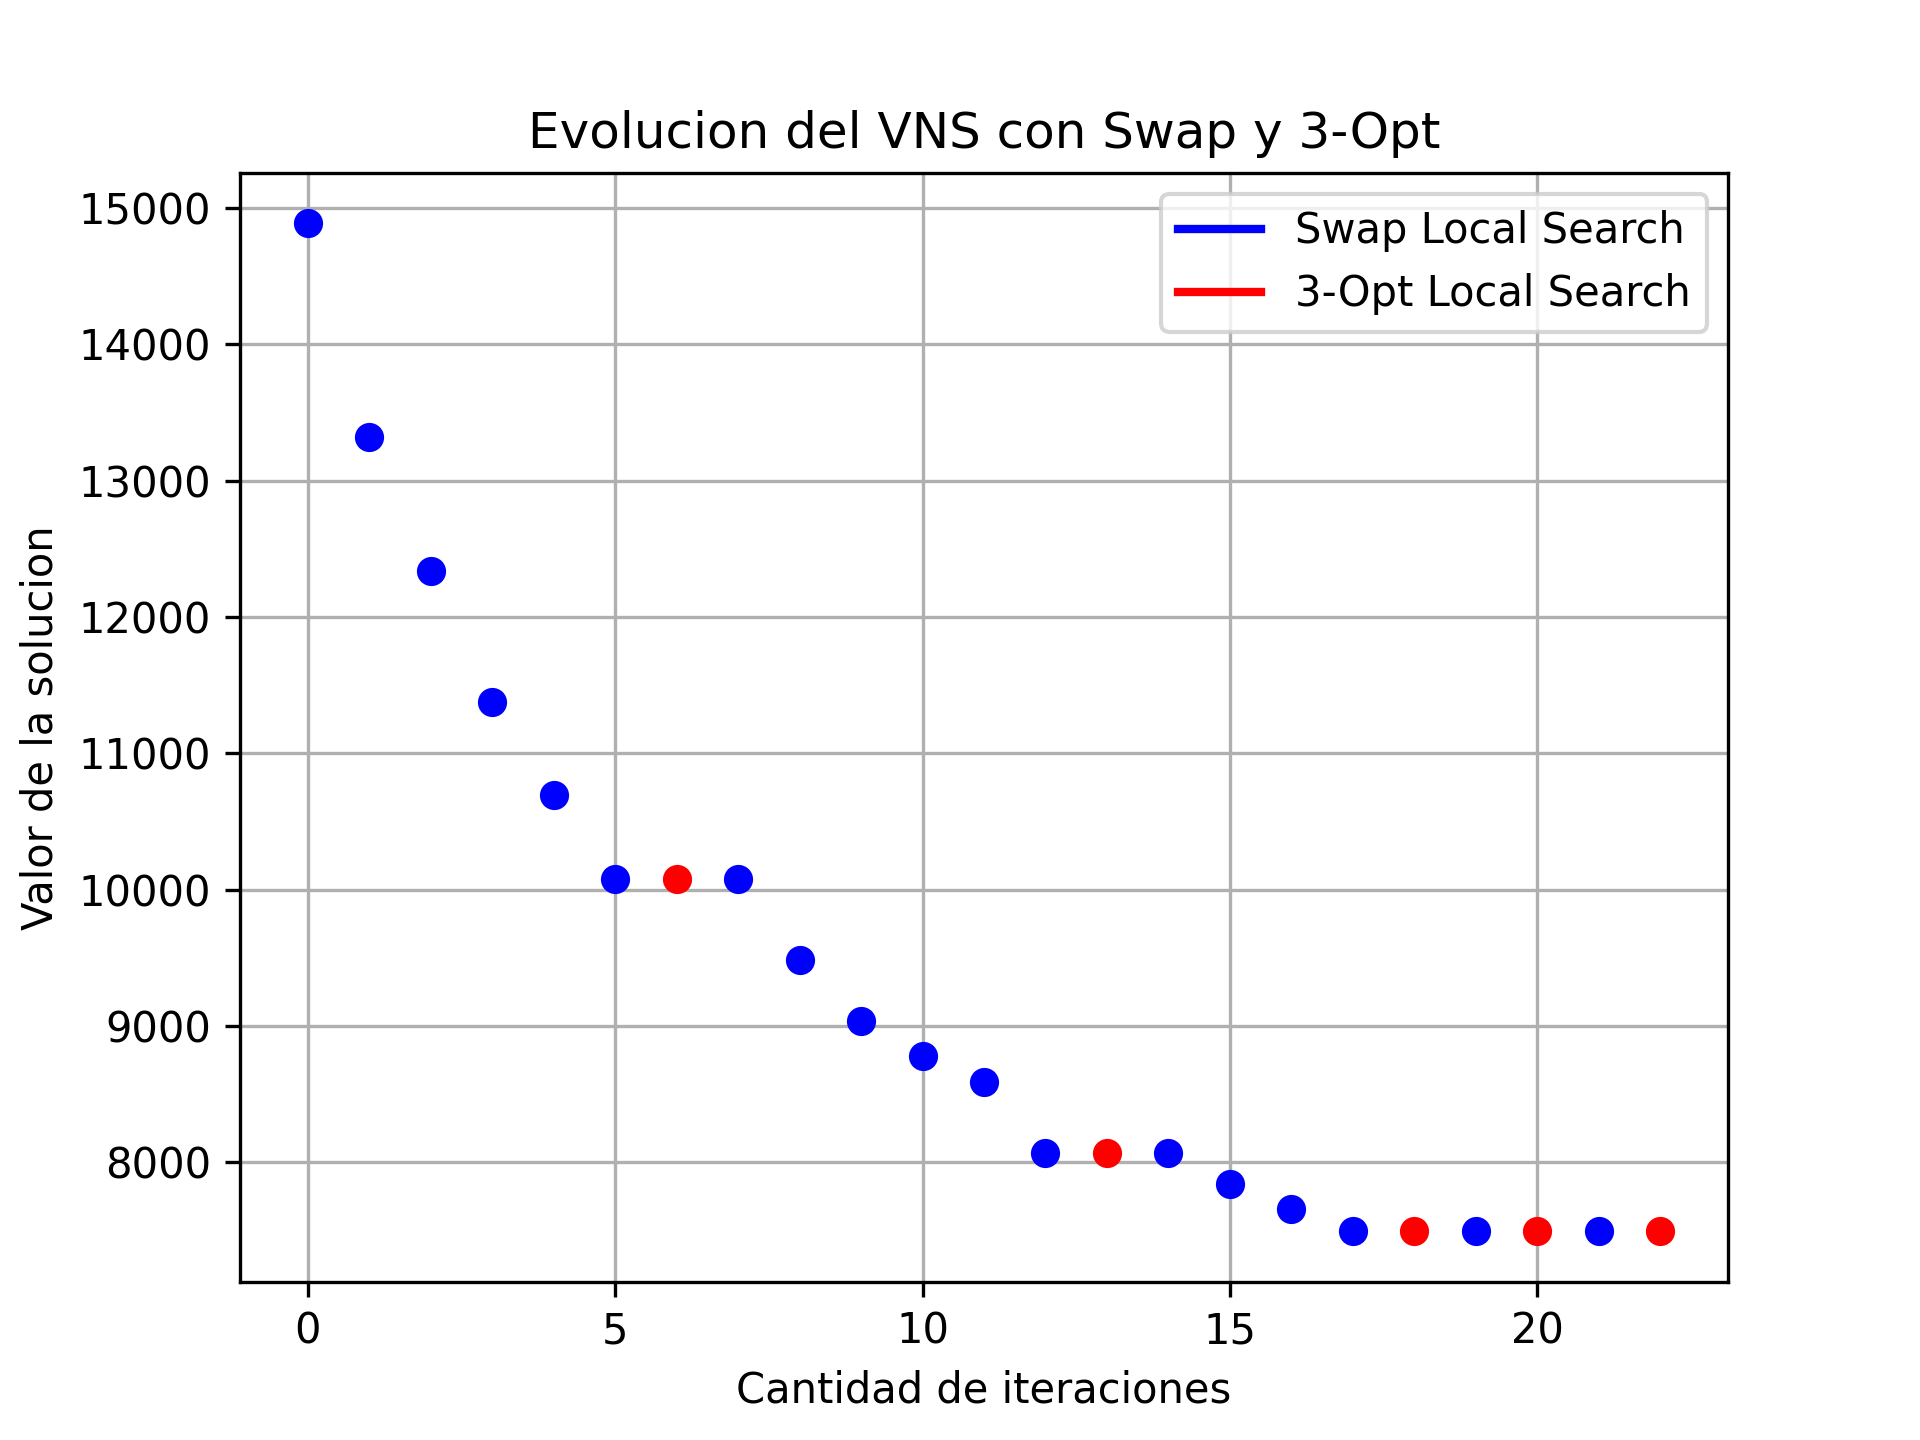 Evolucion del VNS con Swap y 3-Opt
Swap Local Search
3-Opt Local Search
Valor de la solucion
15000
14000
13000
12000
11000
10000
9000
8000
0 5 10 15 20
Cantidad de iteraciones